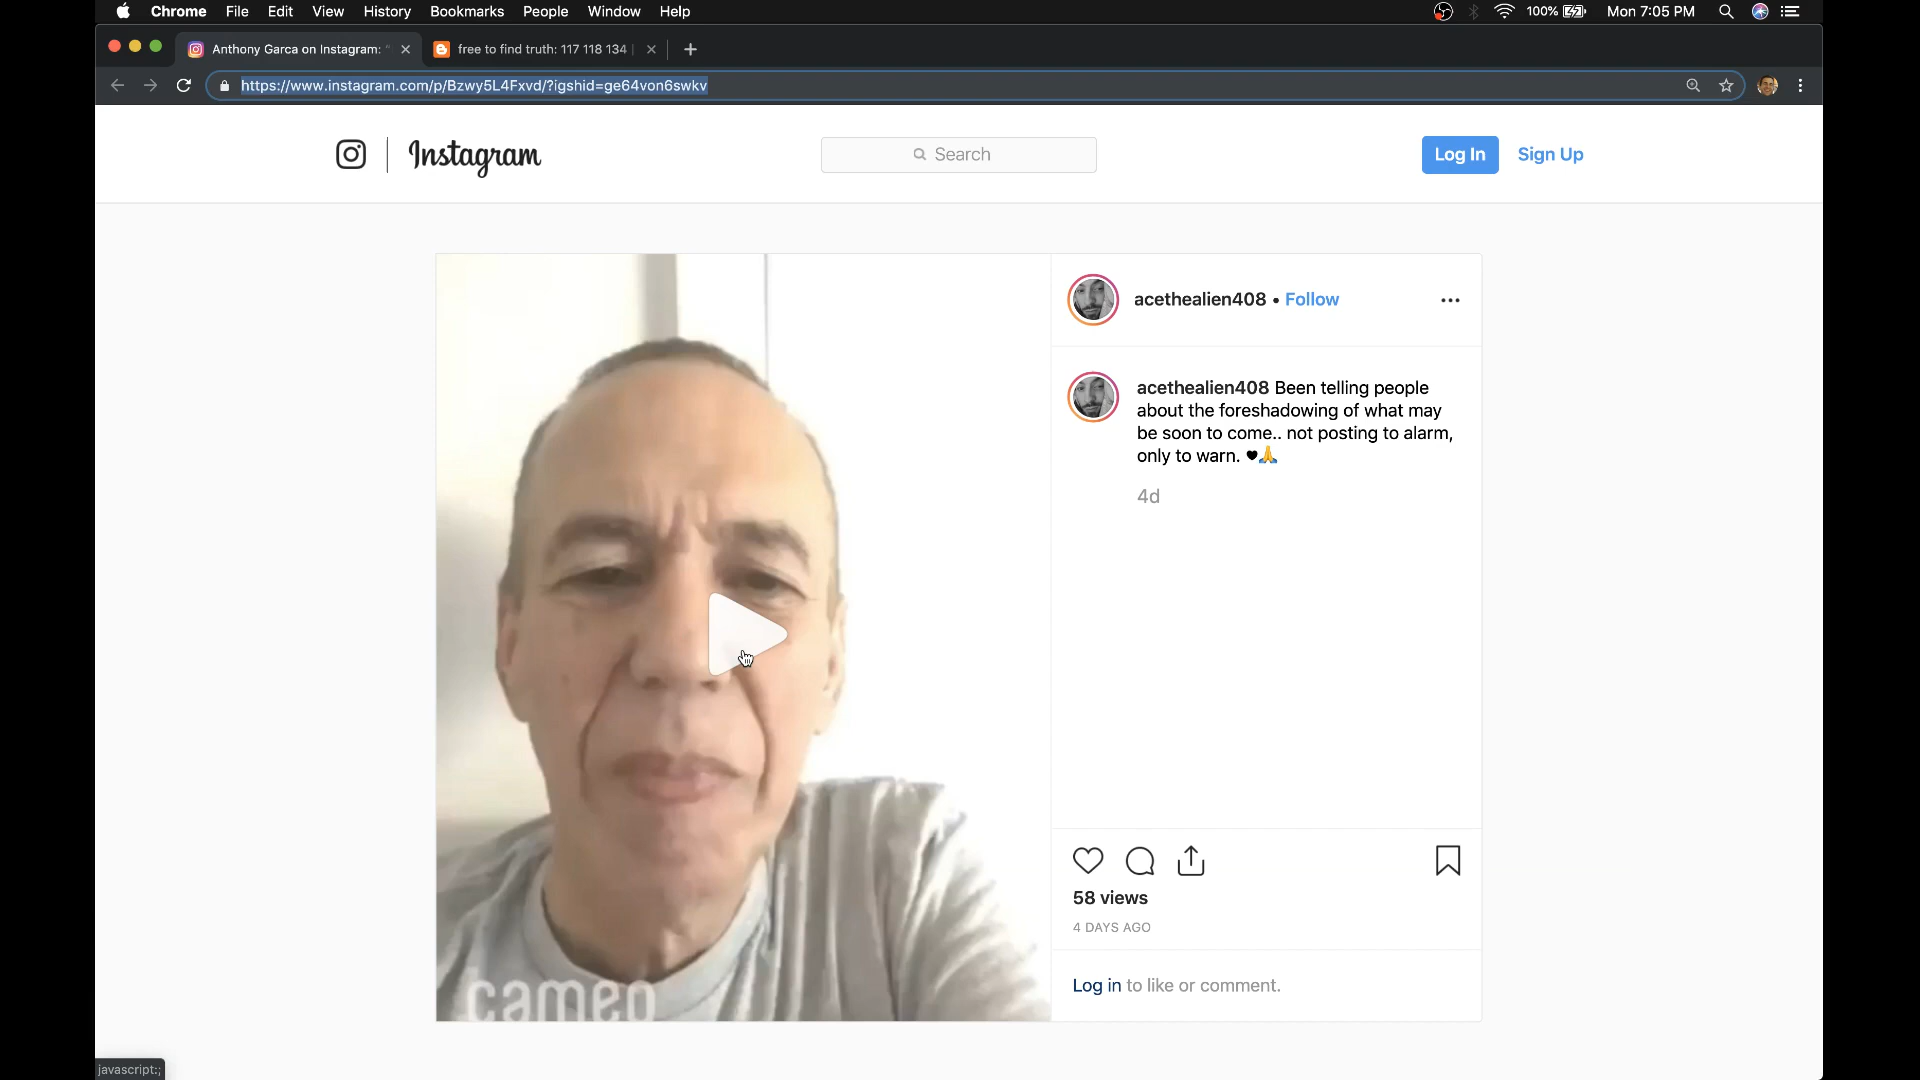 Chrome File Edit View History Bookmarks People Window Help 100% Mon 7:05 PM
Anthony Garca on Instagram: “ free to find truth: 117 118 134 |
https://www.instagram.com/p/Bzwy5L4Fxvd/?igshid=ge64von6swkv
Instagram Search Log In Sign Up
acethealien408 • Follow
acethealien408 Been telling people
about the foreshadowing of what may
be soon to come.. not posting to alarm,
only to warn. 🖤🙏
4d
58 views
4 DAYS AGO
Log in to like or comment.
cameo
javascript:;